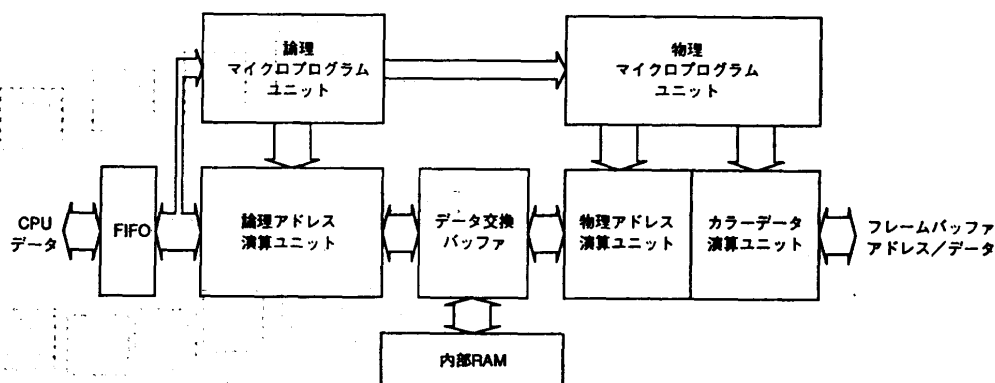 論理
マイクロプログラム
ユニット
物理
マイクロプログラム
ユニット
CPU
データ
FIFO
論理アドレス
演算ユニット
データ交換
バッファ
物理アドレス
演算ユニット
カラーデータ
演算ユニット
フレームバッファ
アドレス／データ
内部RAM